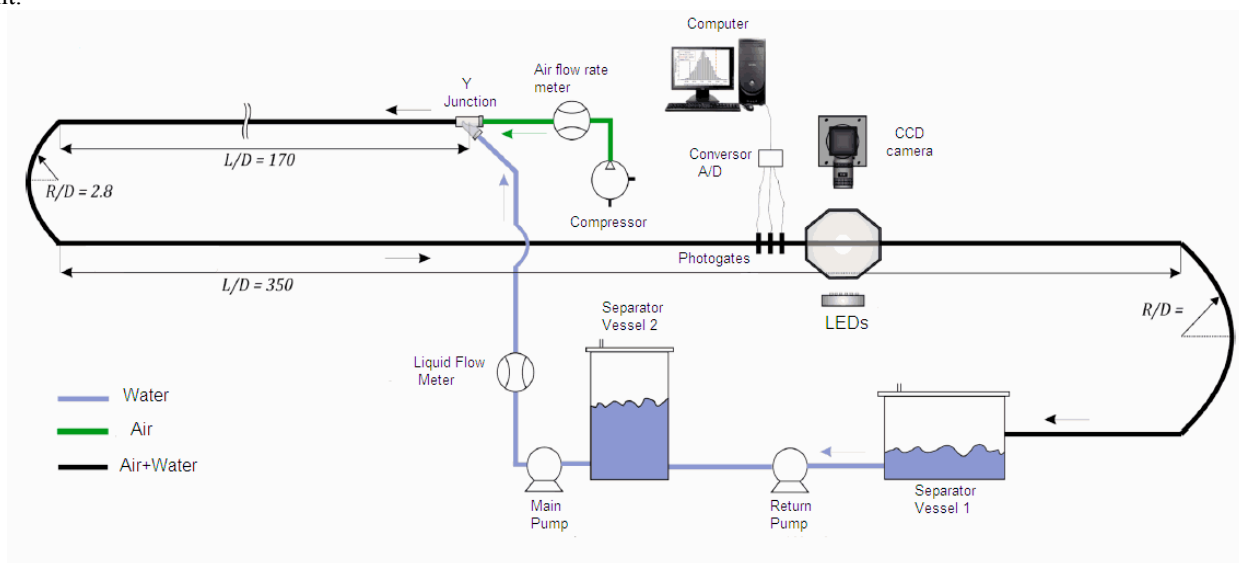 nt.
Computer
Air flow rate
meter
Y
Junction
CCD
camera
L/D = 170
Conversor
A/D
R/D = 2.8
Compressor
Photogates
L/D = 350
Separator
Vessel 2
LEDs
R/D =
Liquid Flow
Meter
Water
Air
Air+Water
Main
Pump
Return
Pump
Separator
Vessel 1